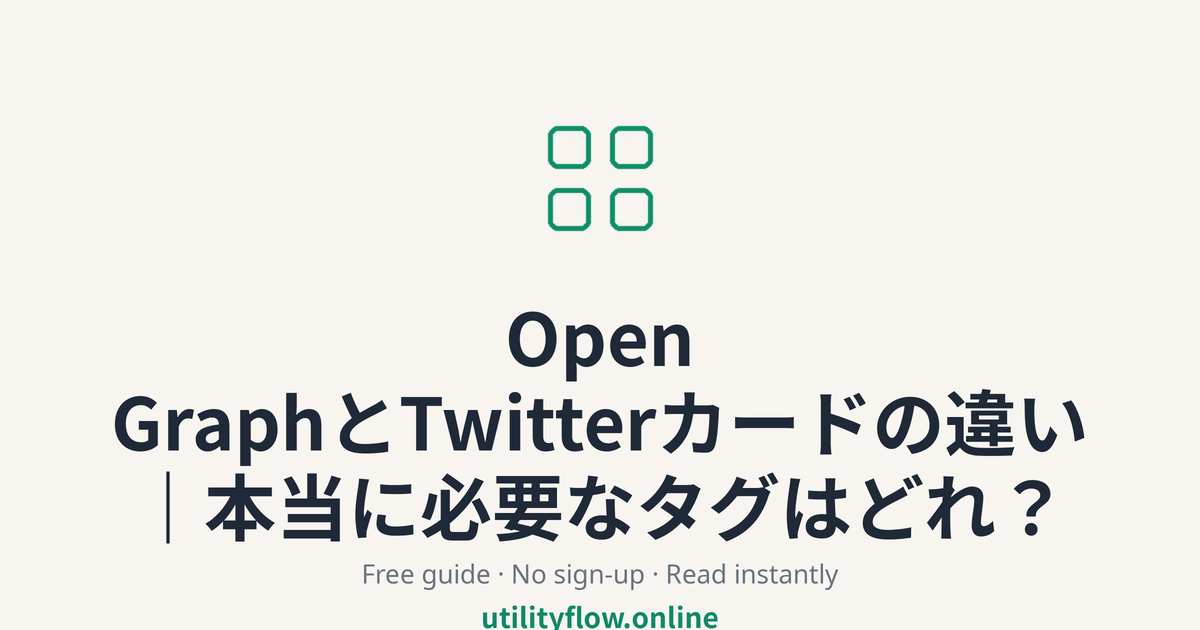 Open
GraphとTwitterカードの違い
｜本当に必要なタグはどれ？
Free guide · No sign-up · Read instantly
utilityflow.online